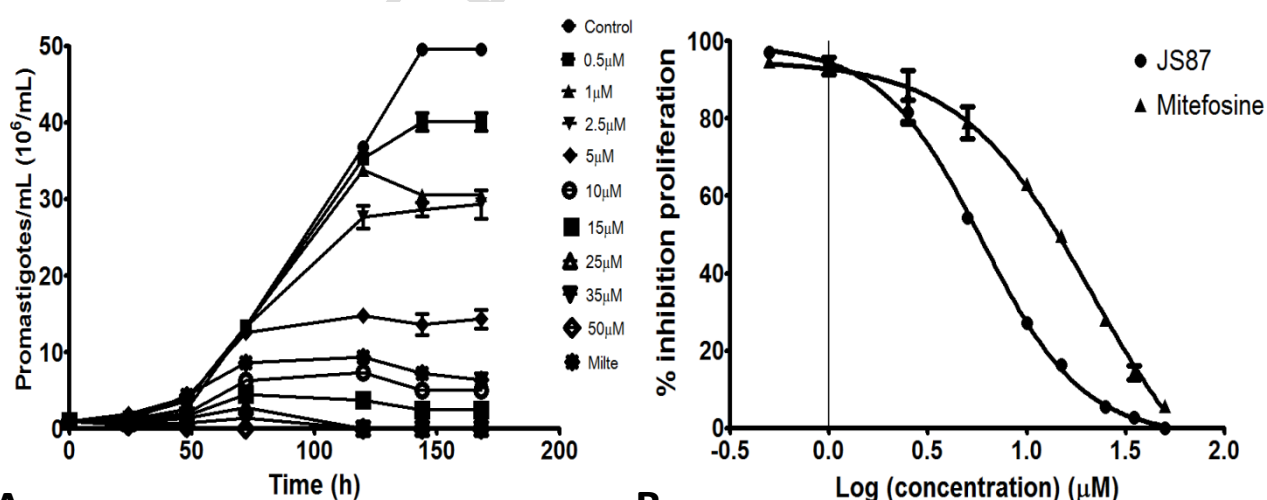 Promastigotes/mL (10⁶/mL)
50
40
30
20
10
0
0
50
100
150
200
Time (h)
Control
0.5μM
1μM
2.5μM
5μM
10μM
15μM
25μM
35μM
50μM
Milte
A
% inhibition proliferation
100
80
60
40
20
0
-0.5
0.0
0.5
1.0
1.5
2.0
Log (concentration) (μM)
JS87
Mitefosine